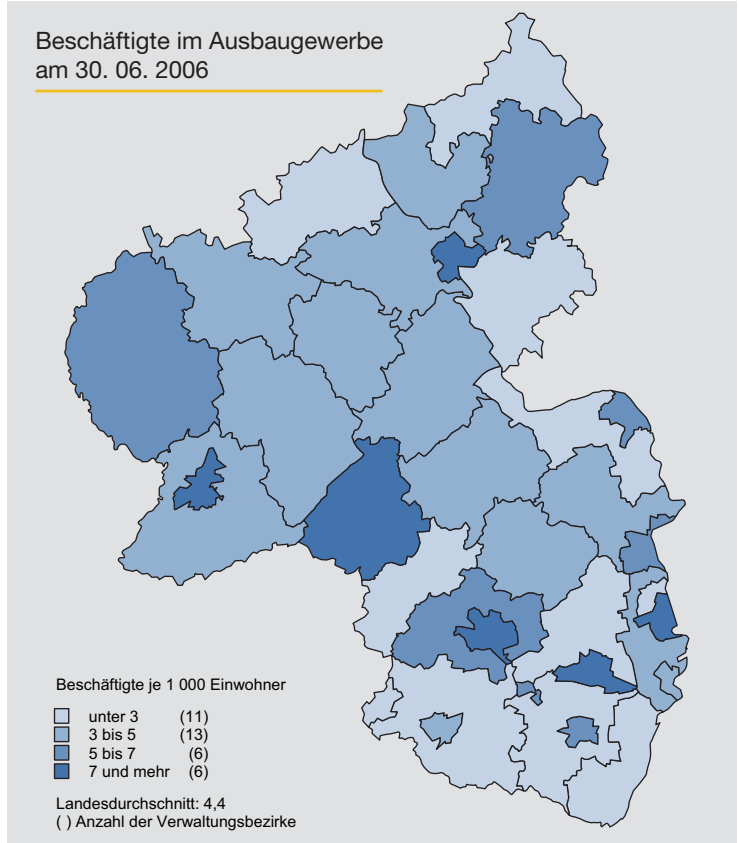 Beschäftigte im Ausbaugewerbe
am 30. 06. 2006
Beschäftigte je 1 000 Einwohner
unter 3 (11)
3 bis 5 (13)
5 bis 7 (6)
7 und mehr (6)
Landesdurchschnitt: 4,4
( ) Anzahl der Verwaltungsbezirke